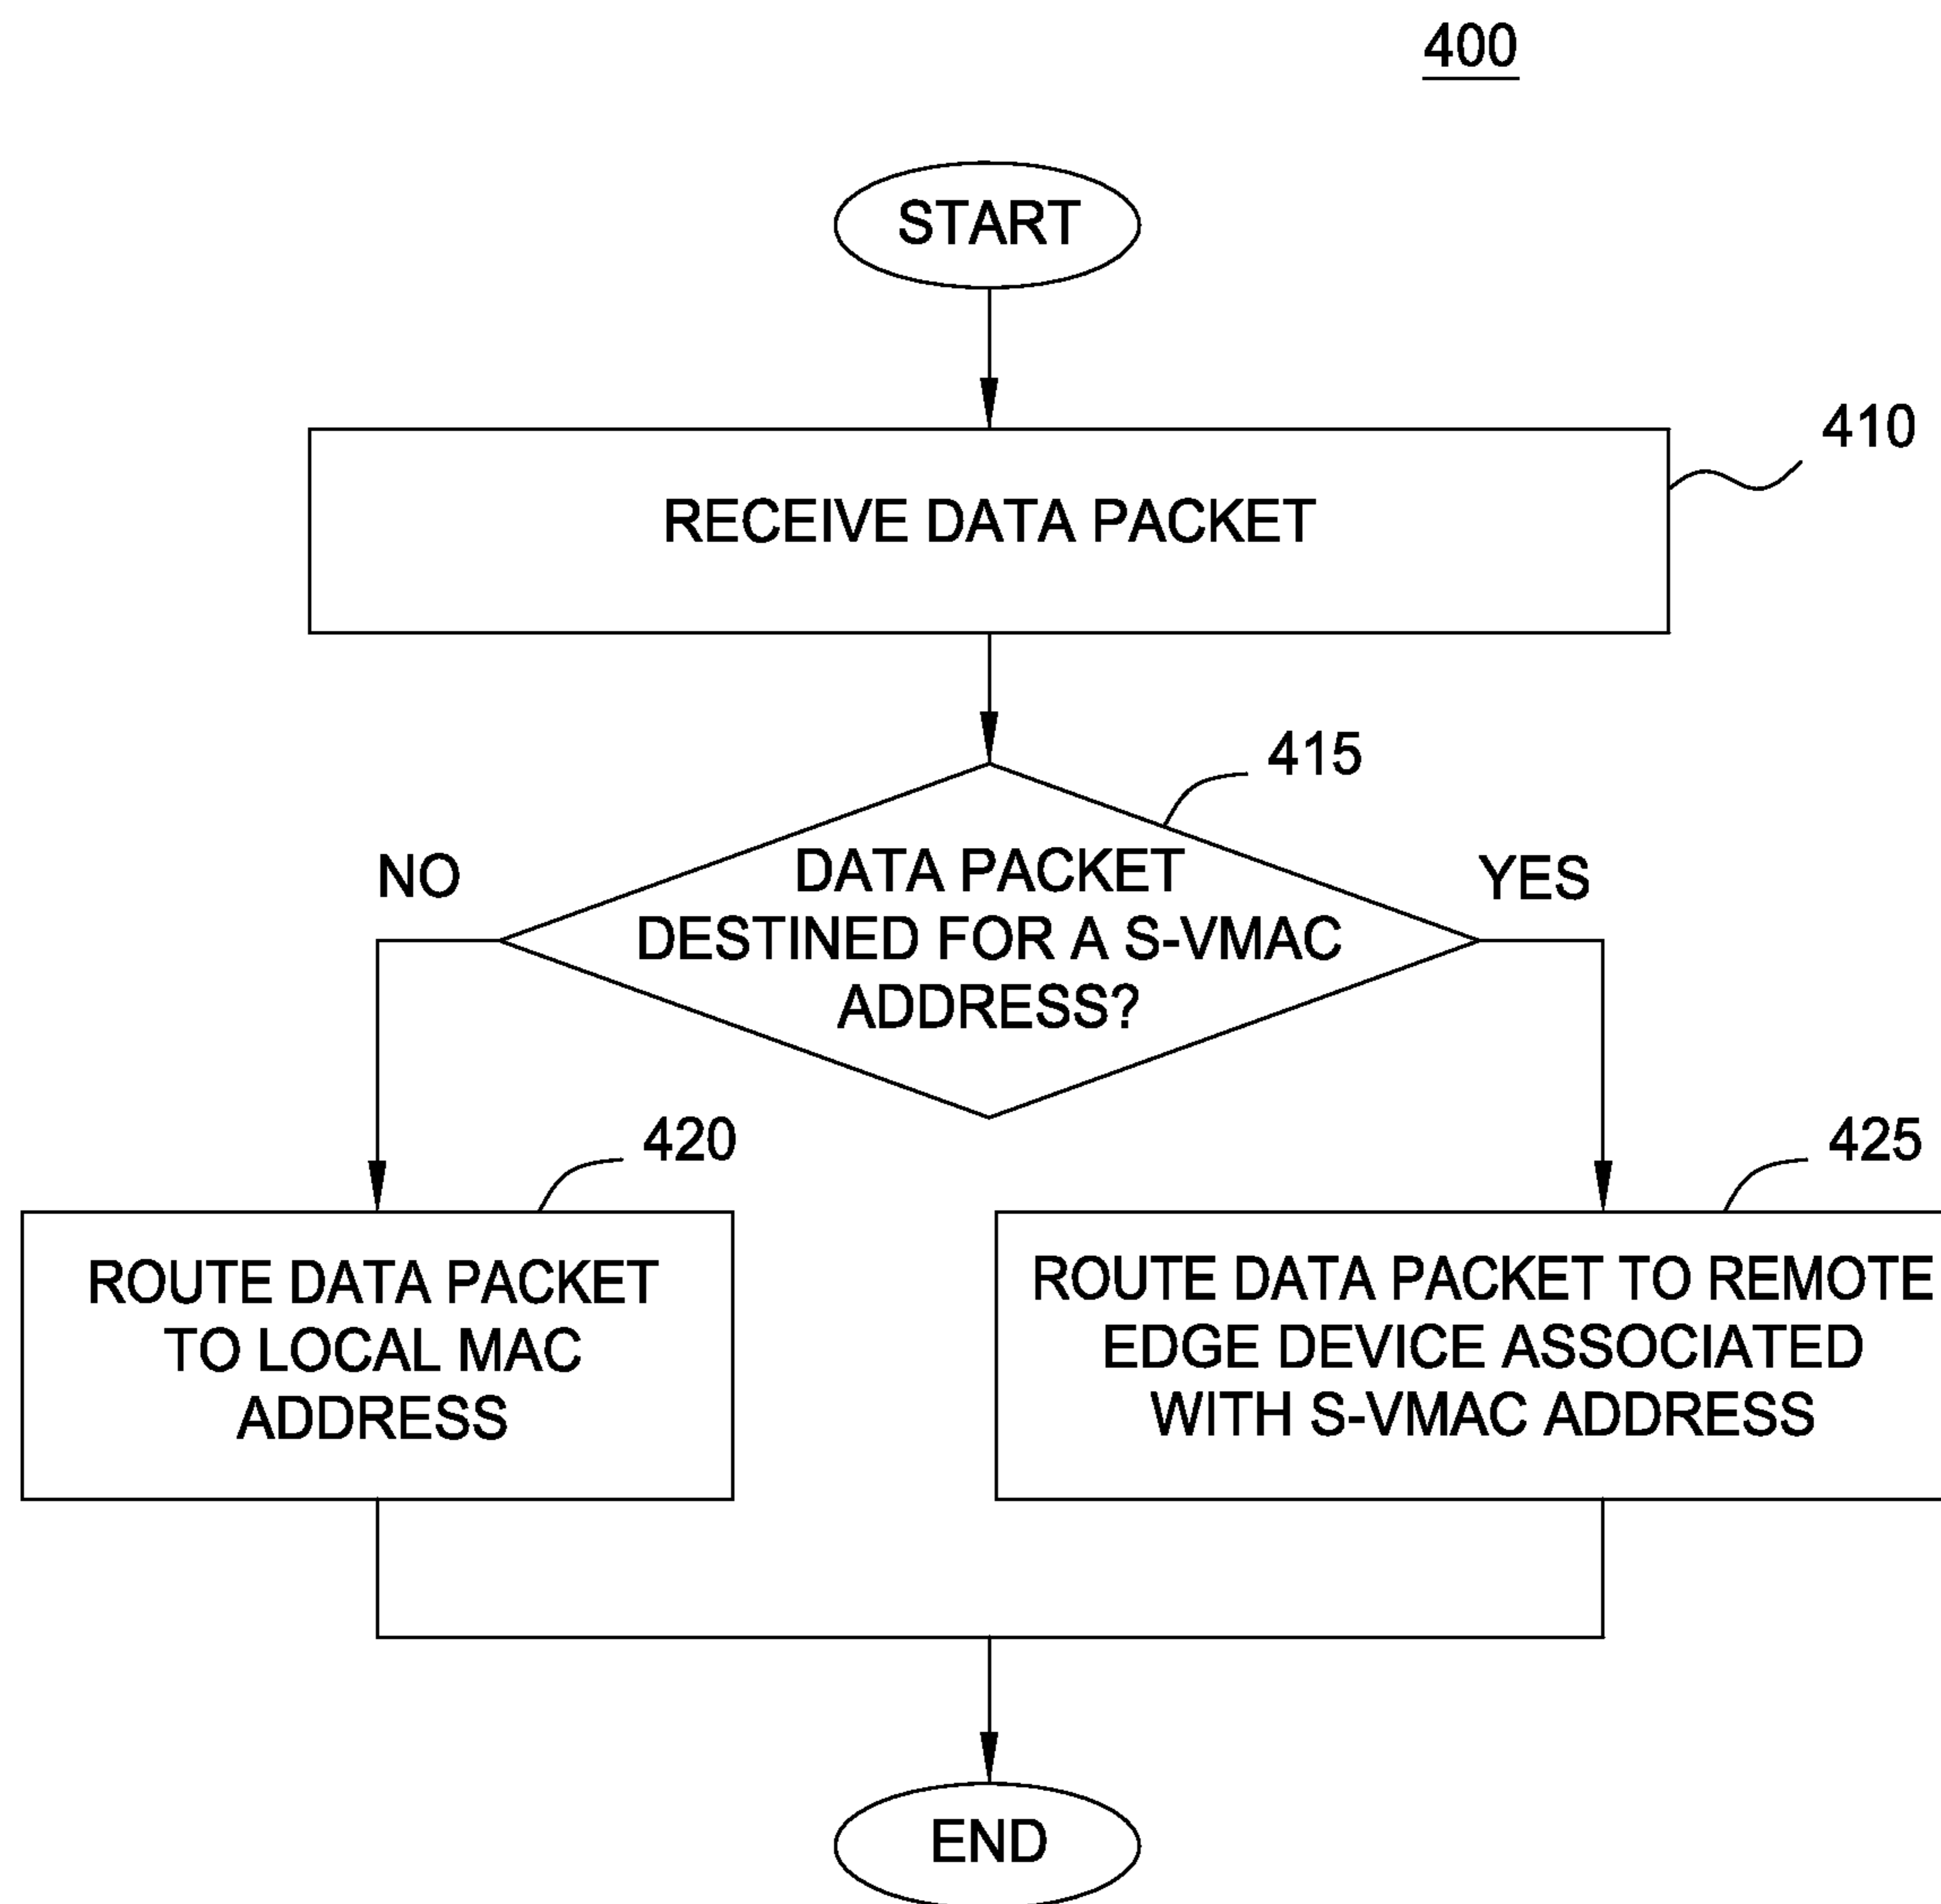 400
START
410
RECEIVE DATA PACKET
415
NO
YES
DATA PACKET
DESTINED FOR A S-VMAC
ADDRESS?
420
425
ROUTE DATA PACKET
TO LOCAL MAC
ADDRESS
ROUTE DATA PACKET TO REMOTE
EDGE DEVICE ASSOCIATED
WITH S-VMAC ADDRESS
END